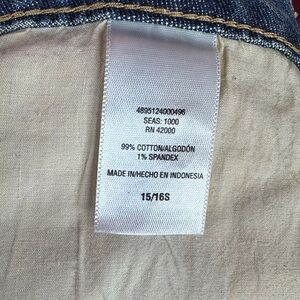 4895124000496
SEAS: 1000
RN 42000
99% COTTON/ALGODÓN
1% SPANDEX
MADE IN/HECHO EN INDONESIA
15/16S